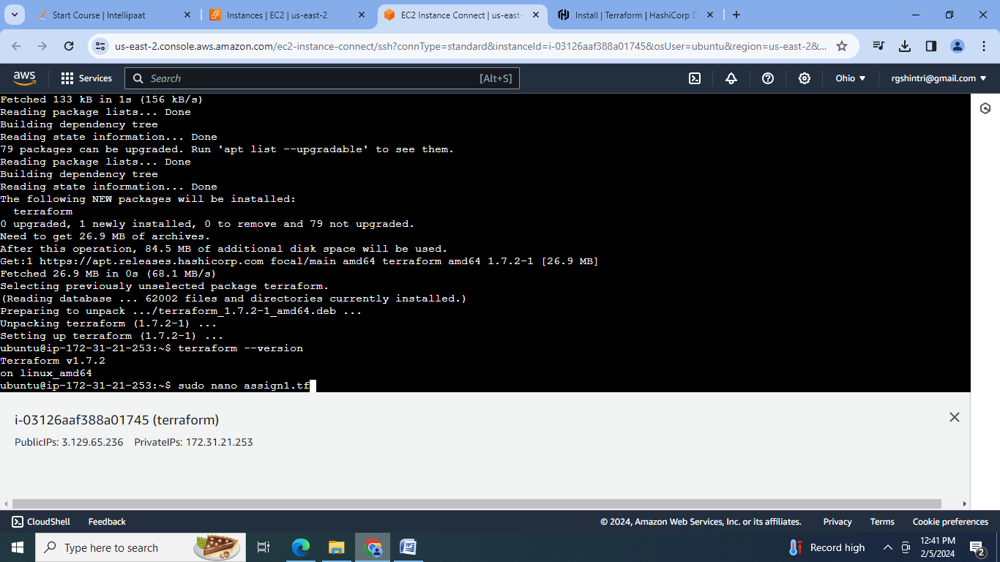 Start Course | Intellipaat
Instances | EC2 | us-east-2
EC2 Instance Connect | us-east-
Install | Terraform | HashiCorp D
us-east-2.console.aws.amazon.com/ec2-instance-connect/ssh?connType=standard&instanceId=i-03126aaf388a01745&osUser=ubuntu&region=us-east-2&...
aws
Services
Search
[Alt+S]
Ohio
rgshintri@gmail.com
Fetched 133 kB in 1s (156 kB/s)
Reading package lists... Done
Building dependency tree
Reading state information... Done
79 packages can be upgraded. Run 'apt list --upgradable' to see them.
Reading package lists... Done
Building dependency tree
Reading state information... Done
The following NEW packages will be installed:
terraform
0 upgraded, 1 newly installed, 0 to remove and 79 not upgraded.
Need to get 26.9 MB of archives.
After this operation, 84.5 MB of additional disk space will be used.
Get:1 https://apt.releases.hashicorp.com focal/main amd64 terraform amd64 1.7.2-1 [26.9 MB]
Fetched 26.9 MB in 0s (68.1 MB/s)
Selecting previously unselected package terraform.
(Reading database ... 62002 files and directories currently installed.)
Preparing to unpack .../terraform_1.7.2-1_amd64.deb ...
Unpacking terraform (1.7.2-1) ...
Setting up terraform (1.7.2-1) ...
ubuntu@ip-172-31-21-253:~$ terraform --version
Terraform v1.7.2
on linux_amd64
ubuntu@ip-172-31-21-253:~$ sudo nano assign1.tf
i-03126aaf388a01745 (terraform)
PublicIPs: 3.129.65.236 PrivateIPs: 172.31.21.253
CloudShell
Feedback
© 2024, Amazon Web Services, Inc. or its affiliates.
Privacy
Terms
Cookie preferences
Type here to search
Record high
12:41 PM
2/5/2024
2